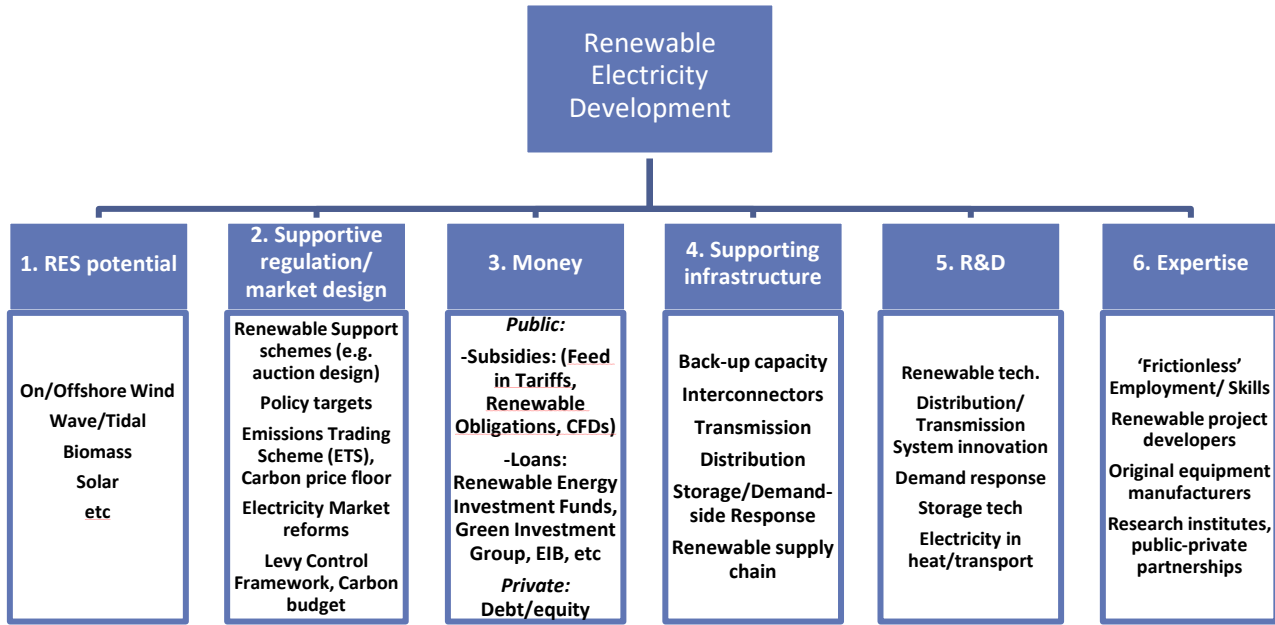 Renewable
Electricity
Development
1. RES potential
On/Offshore Wind
Wave/Tidal
Biomass
Solar
etc
2. Supportive
regulation/
market design
Renewable Support
schemes (e.g.
auction design)
Policy targets
Emissions Trading
Scheme (ETS),
Carbon price floor
Electricity Market
reforms
Levy Control
Framework, Carbon
budget
3. Money
Public:
-Subsidies: (Feed
in Tariffs,
Renewable
Obligations, CFDs)
-Loans:
Renewable Energy
Investment Funds,
Green Investment
Group, EIB, etc
Private:
Debt/equity
4. Supporting
infrastructure
Back-up capacity
Interconnectors
Transmission
Distribution
Storage/Demand-
side Response
Renewable supply
chain
5. R&D
Renewable tech.
Distribution/
Transmission
System innovation
Demand response
Storage tech
Electricity in
heat/transport
6. Expertise
‘Frictionless’
Employment/ Skills
Renewable project
developers
Original equipment
manufacturers
Research institutes,
public-private
partnerships